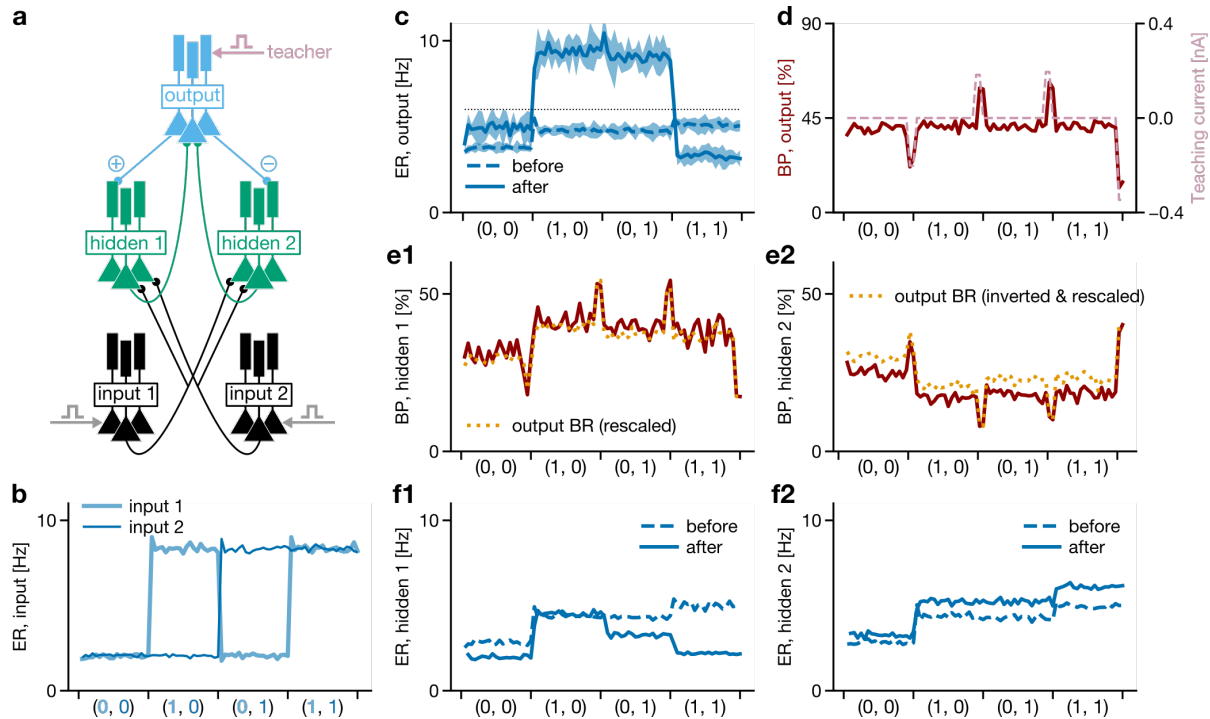 a
teacher
output
+
−
hidden 1
hidden 2
input 1
input 2
b
ER, input [Hz]
10
0
input 1
input 2
(0, 0)
(1, 0)
(0, 1)
(1, 1)
c
ER, output [Hz]
10
0
before
after
(0, 0)
(1, 0)
(0, 1)
(1, 1)
d
BP, output [%]
90
45
0
Teaching current [nA]
0.4
0.0
−0.4
(0, 0)
(1, 0)
(0, 1)
(1, 1)
e1
BP, hidden 1 [%]
50
0
output BR (rescaled)
(0, 0)
(1, 0)
(0, 1)
(1, 1)
e2
BP, hidden 2 [%]
50
0
output BR (inverted & rescaled)
(0, 0)
(1, 0)
(0, 1)
(1, 1)
f1
ER, hidden 1 [Hz]
10
0
before
after
(0, 0)
(1, 0)
(0, 1)
(1, 1)
f2
ER, hidden 2 [Hz]
10
0
before
after
(0, 0)
(1, 0)
(0, 1)
(1, 1)